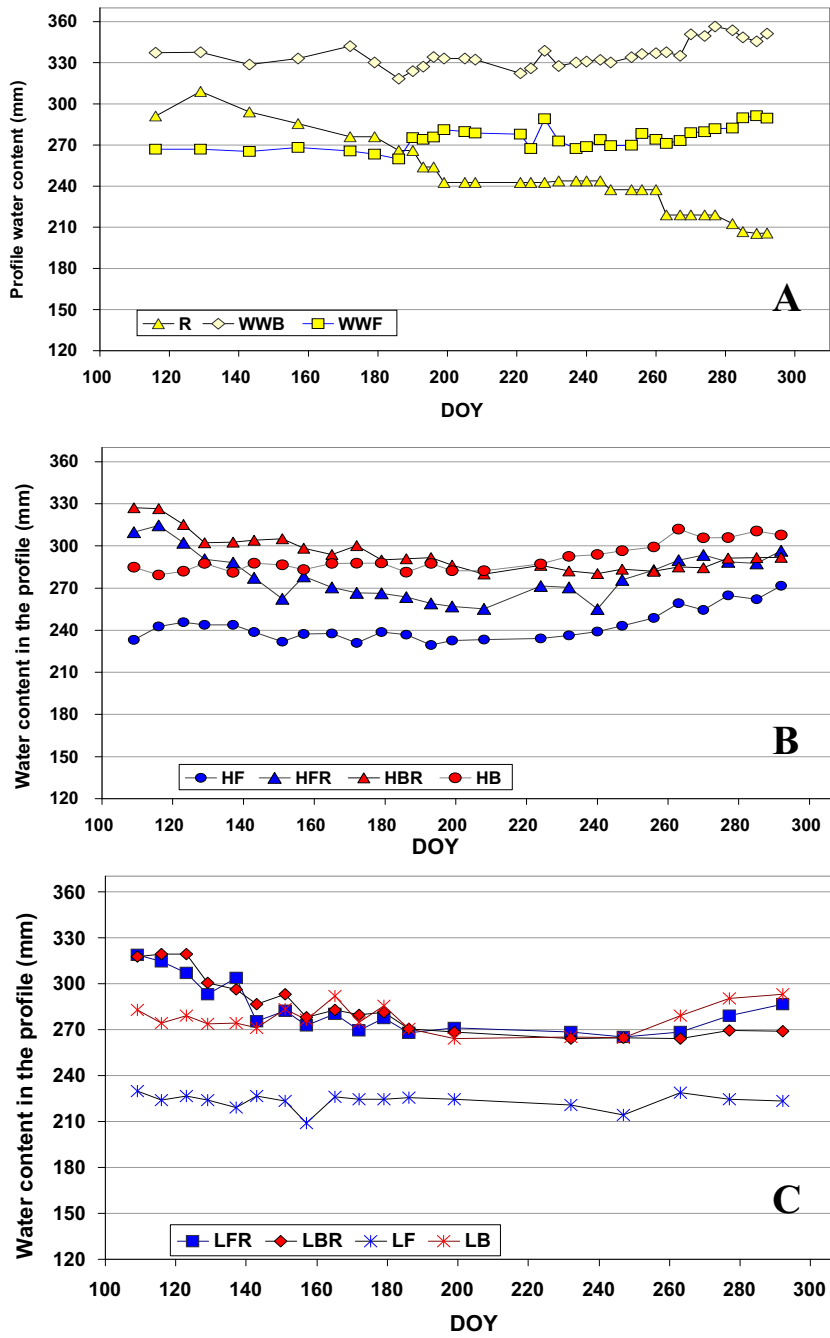 Profile water content (mm)
360
330
300
270
240
210
180
150
120
A
R WWB WWF
100 120 140 160 180 200 220 240 260 280 300
DOY
Water content in the profile (mm)
360
330
300
270
240
210
180
150
120
B
HF HFR HBR HB
100 120 140 160 180 200 220 240 260 280 300
DOY
Water content in the profile (mm)
360
330
300
270
240
210
180
150
120
C
LFR LBR LF LB
100 120 140 160 180 200 220 240 260 280 300
DOY